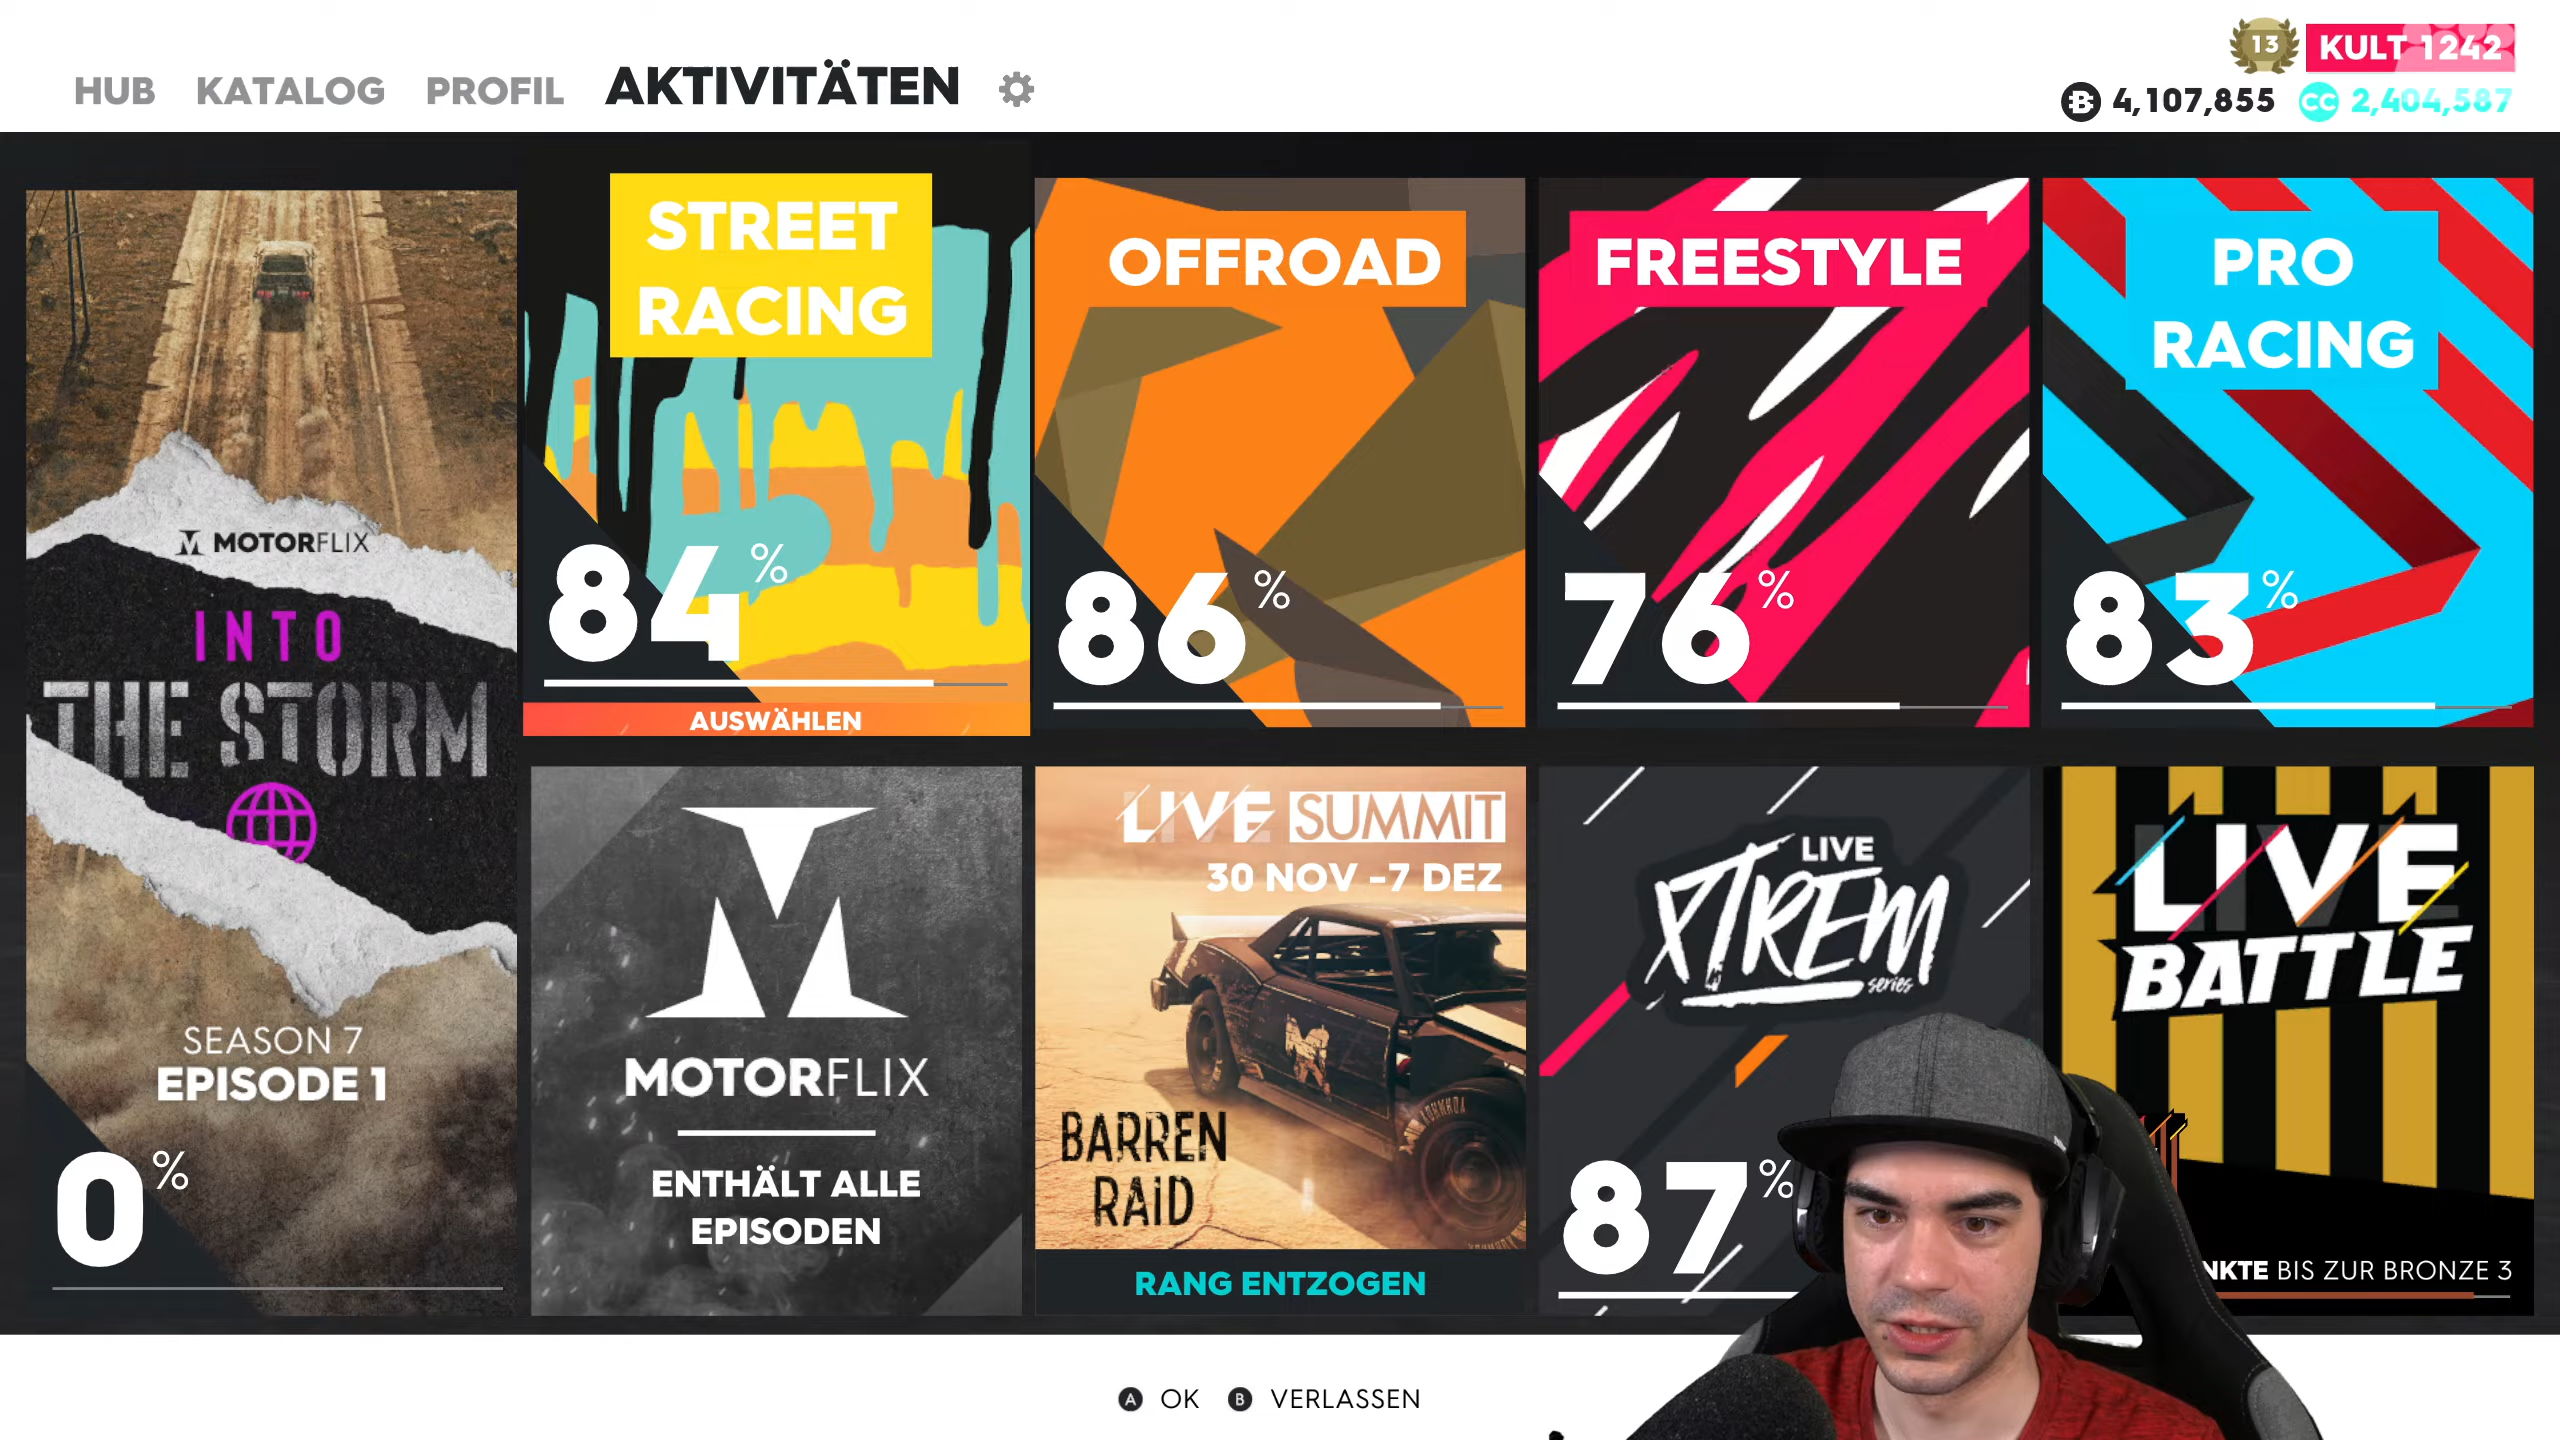 HUB KATALOG PROFIL AKTIVITÄTEN
13 KULT 1242
4,107,855 CC 2,404,587
MOTORFLIX
INTO
THE STORM
SEASON 7
EPISODE 1
0%
STREET
RACING
84%
AUSWÄHLEN
OFFROAD
86%
FREESTYLE
76%
PRO
RACING
83%
MOTORFLIX
ENTHÄLT ALLE
EPISODEN
LIVE SUMMIT
30 NOV -7 DEZ
BARREN
RAiD
RANG ENTZOGEN
LIVE
XTREM
series
87%
LIVE
BATTLE
BIS ZUR BRONZE 3
A OK B VERLASSEN